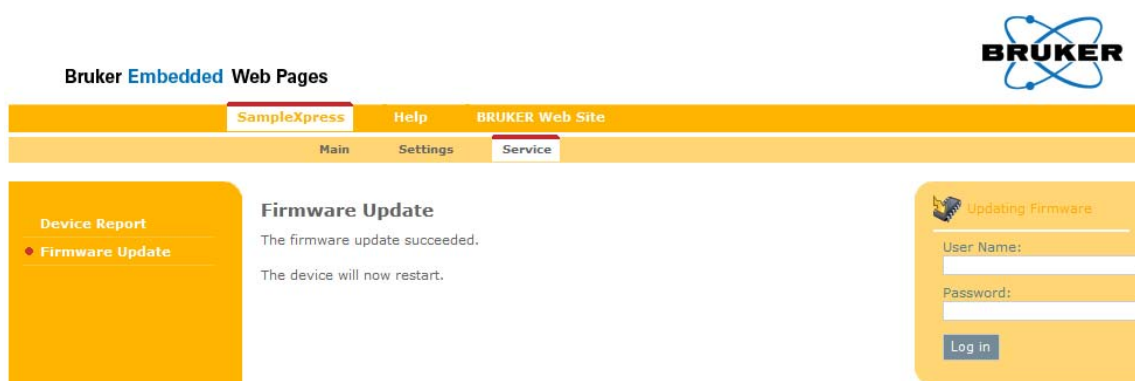 BRUKER
Bruker Embedded Web Pages
SampleXpress Help BRUKER Web Site
Main Settings Service
Device Report
Firmware Update
Firmware Update
The firmware update succeeded.
The device will now restart.
Updating Firmware
User Name:
Password:
Log in